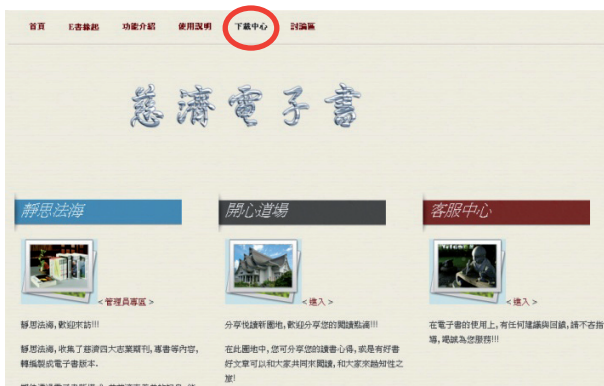 首頁 E書緣起 功能介紹 使用說明 下載中心 討論區
慈濟電子書
靜思法海
開心道場
客服中心
<管理員專區>
<進入>
<進入>
靜思法海,歡迎來訪!!!
靜思法海,收集了慈濟四大志業期刊,專書等內容,
轉編製成電子書版本.
分享悅讀新園地,歡迎分享您的閱讀點滴!!!
在此園地中,您可分享您的讀書心得,或是有好書
好文章可以和大家共同來閱讀,和大家來趟知性之
旅!
在電子書的使用上,有任何建議與回饋,請不吝指
導,竭誠為您服務!!!